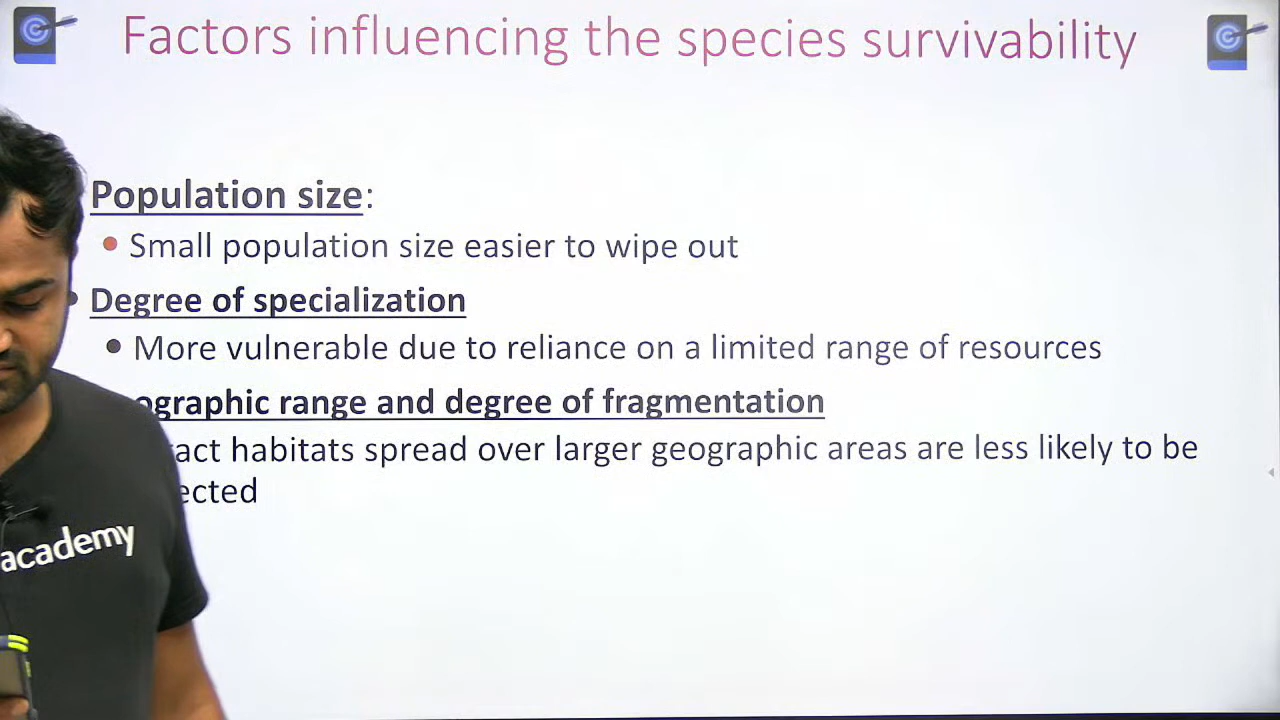 Factors influencing the species survivability
Population size:
• Small population size easier to wipe out
• Degree of specialization
• More vulnerable due to reliance on a limited range of resources
ographic range and degree of fragmentation
act habitats spread over larger geographic areas are less likely to be
ected
academy